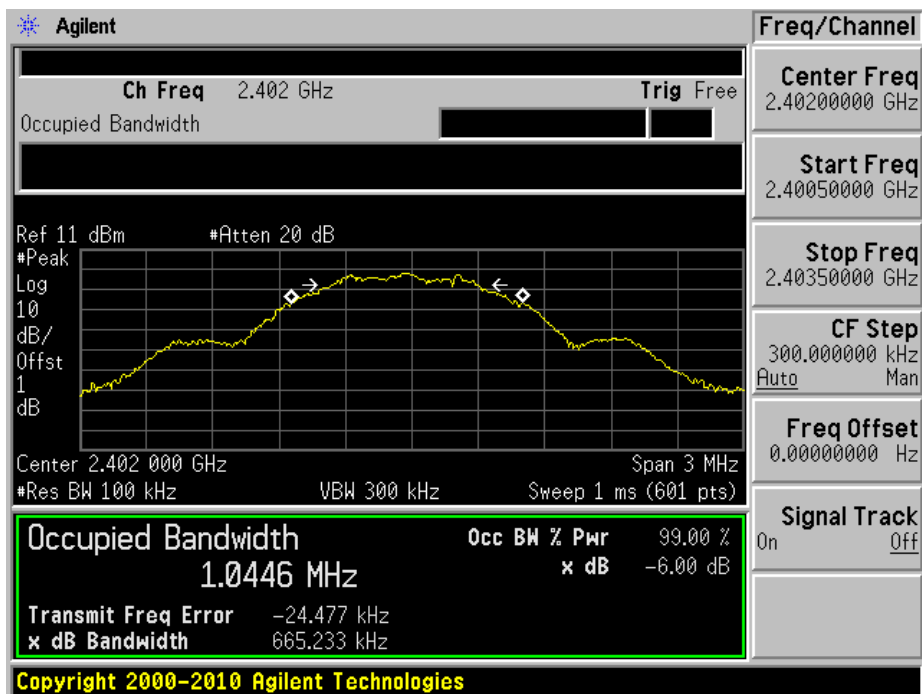 Agilent
Freq/Channel
Ch Freq 2.402 GHz Trig Free
Occupied Bandwidth
Center Freq
2.40200000 GHz
Start Freq
2.40050000 GHz
Stop Freq
2.40350000 GHz
CF Step
300.000000 kHz
Auto Man
Freq Offset
0.00000000 Hz
Signal Track
On Off
Ref 11 dBm #Atten 20 dB
#Peak
Log
10
dB/
Offst
1
dB
Center 2.402 000 GHz Span 3 MHz
#Res BW 100 kHz VBW 300 kHz Sweep 1 ms (601 pts)
Occupied Bandwidth Occ BW % Pwr 99.00 %
1.0446 MHz x dB -6.00 dB
Transmit Freq Error -24.477 kHz
x dB Bandwidth 665.233 kHz
Copyright 2000-2010 Agilent Technologies